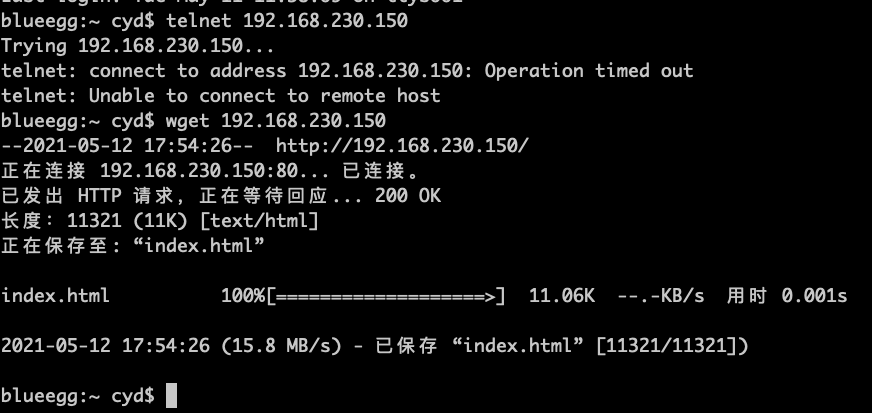 blueegg:~ cyd$ telnet 192.168.230.150
Trying 192.168.230.150...
telnet: connect to address 192.168.230.150: Operation timed out
telnet: Unable to connect to remote host
blueegg:~ cyd$ wget 192.168.230.150
--2021-05-12 17:54:26--  http://192.168.230.150/
正在连接 192.168.230.150:80... 已连接。
已发出 HTTP 请求，正在等待回应... 200 OK
长度：11321 (11K) [text/html]
正在保存至: “index.html”
index.html          100%[===================>]  11.06K  --.-KB/s  用时 0.001s
2021-05-12 17:54:26 (15.8 MB/s) - 已保存 “index.html” [11321/11321])
blueegg:~ cyd$